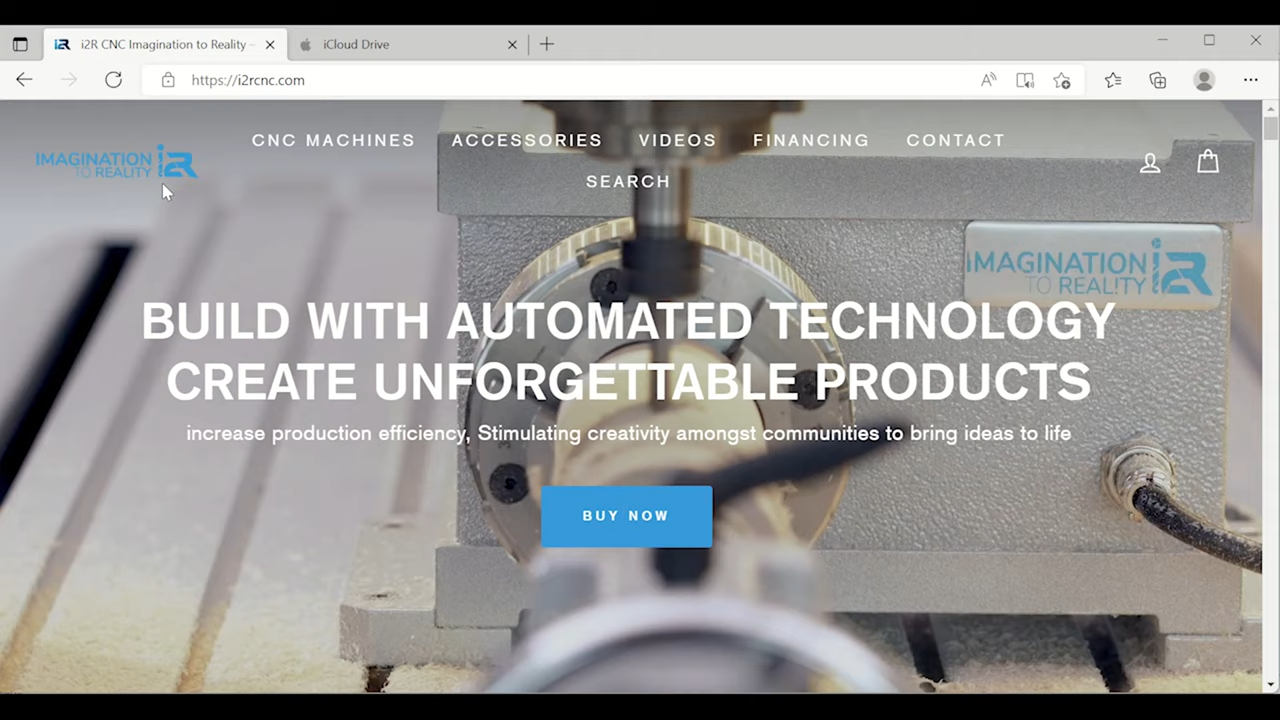 i2R CNC Imagination to Reality –
iCloud Drive
https://i2rcnc.com
CNC MACHINES ACCESSORIES VIDEOS FINANCING CONTACT
SEARCH
IMAGINATION
TO REALITY i2R
IMAGINATION
TO REAL!TY i2R
BUILD WITH AUTOMATED TECHNOLOGY
CREATE UNFORGETTABLE PRODUCTS
increase production efficiency, Stimulating creativity amongst communities to bring ideas to life
BUY NOW